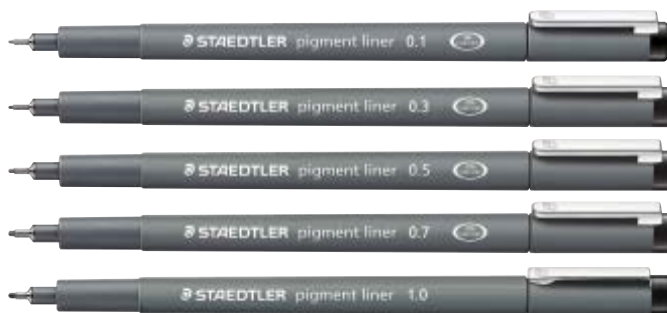 STAEDTLER pigment liner 0.1
STAEDTLER pigment liner 0.3
STAEDTLER pigment liner 0.5
STAEDTLER pigment liner 0.7
STAEDTLER pigment liner 1.0